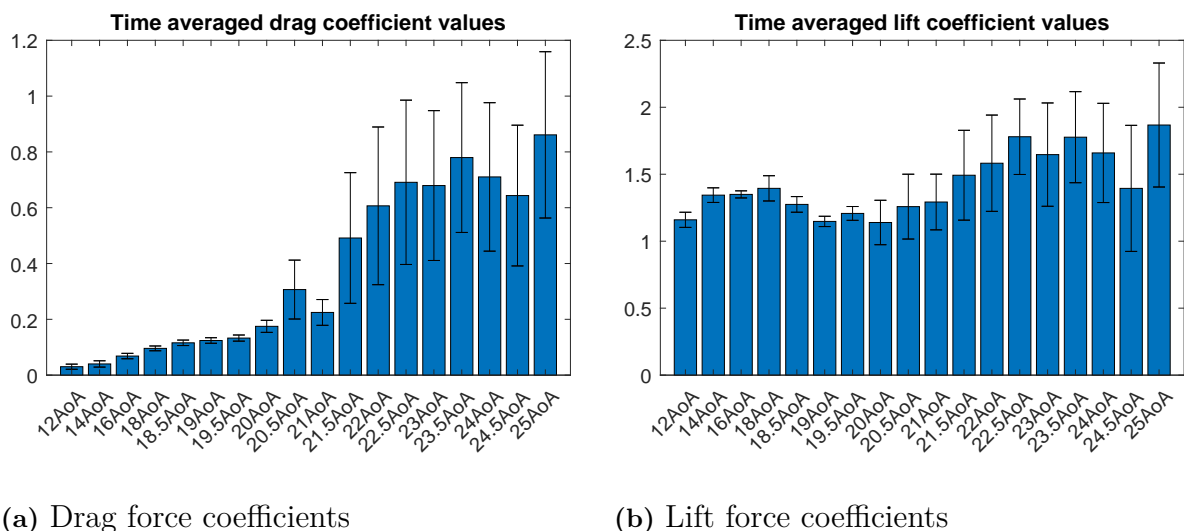 Time averaged drag coefficient values
1.2
1
0.8
0.6
0.4
0.2
0
12AoA
14AoA
16AoA
18AoA
18.5AoA
19AoA
19.5AoA
20AoA
20.5AoA
21AoA
21.5AoA
22AoA
22.5AoA
23AoA
23.5AoA
24AoA
24.5AoA
25AoA
(a) Drag force coefficients
Time averaged lift coefficient values
2.5
2
1.5
1
0.5
0
12AoA
14AoA
16AoA
18AoA
18.5AoA
19AoA
19.5AoA
20AoA
20.5AoA
21AoA
21.5AoA
22AoA
22.5AoA
23AoA
23.5AoA
24AoA
24.5AoA
25AoA
(b) Lift force coefficients